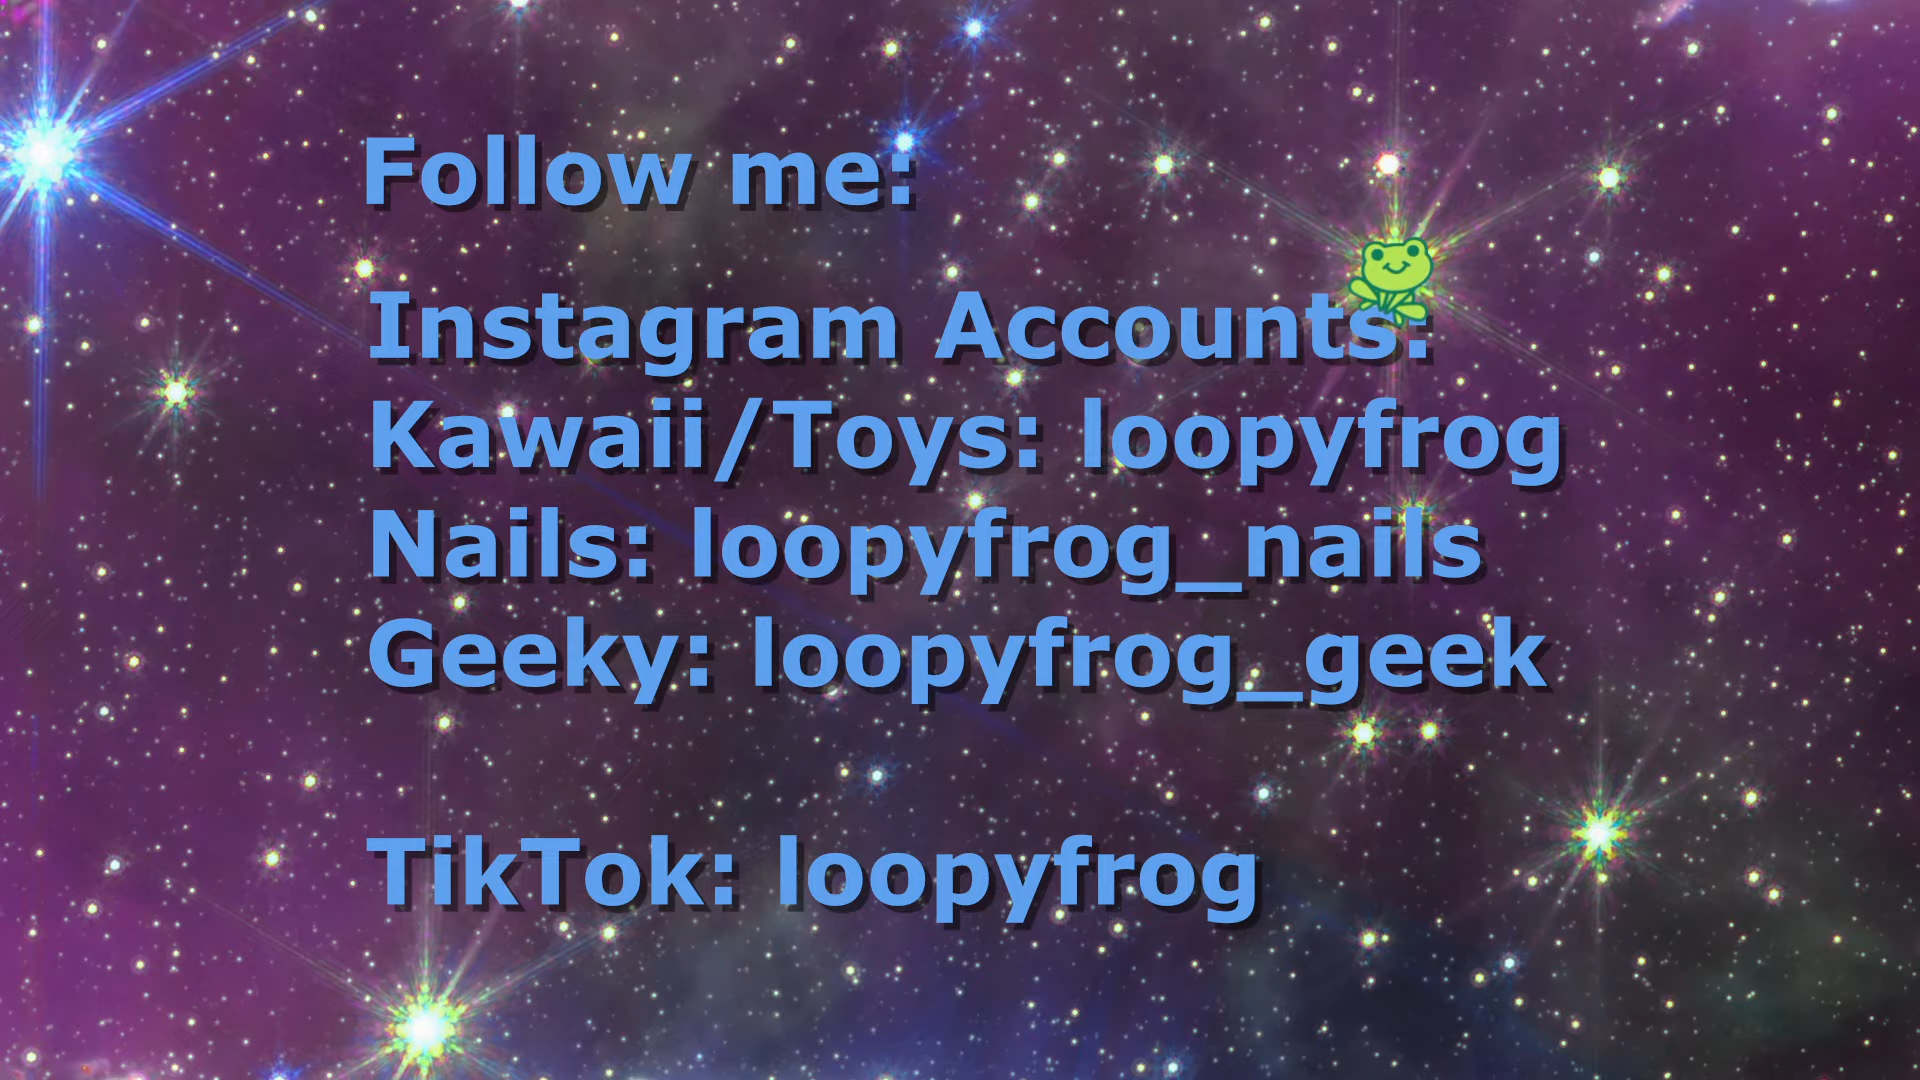 Follow me:
Instagram Accounts:
Kawaii/Toys: loopyfrog
Nails: loopyfrog_nails
Geeky: loopyfrog_geek
TikTok: loopyfrog